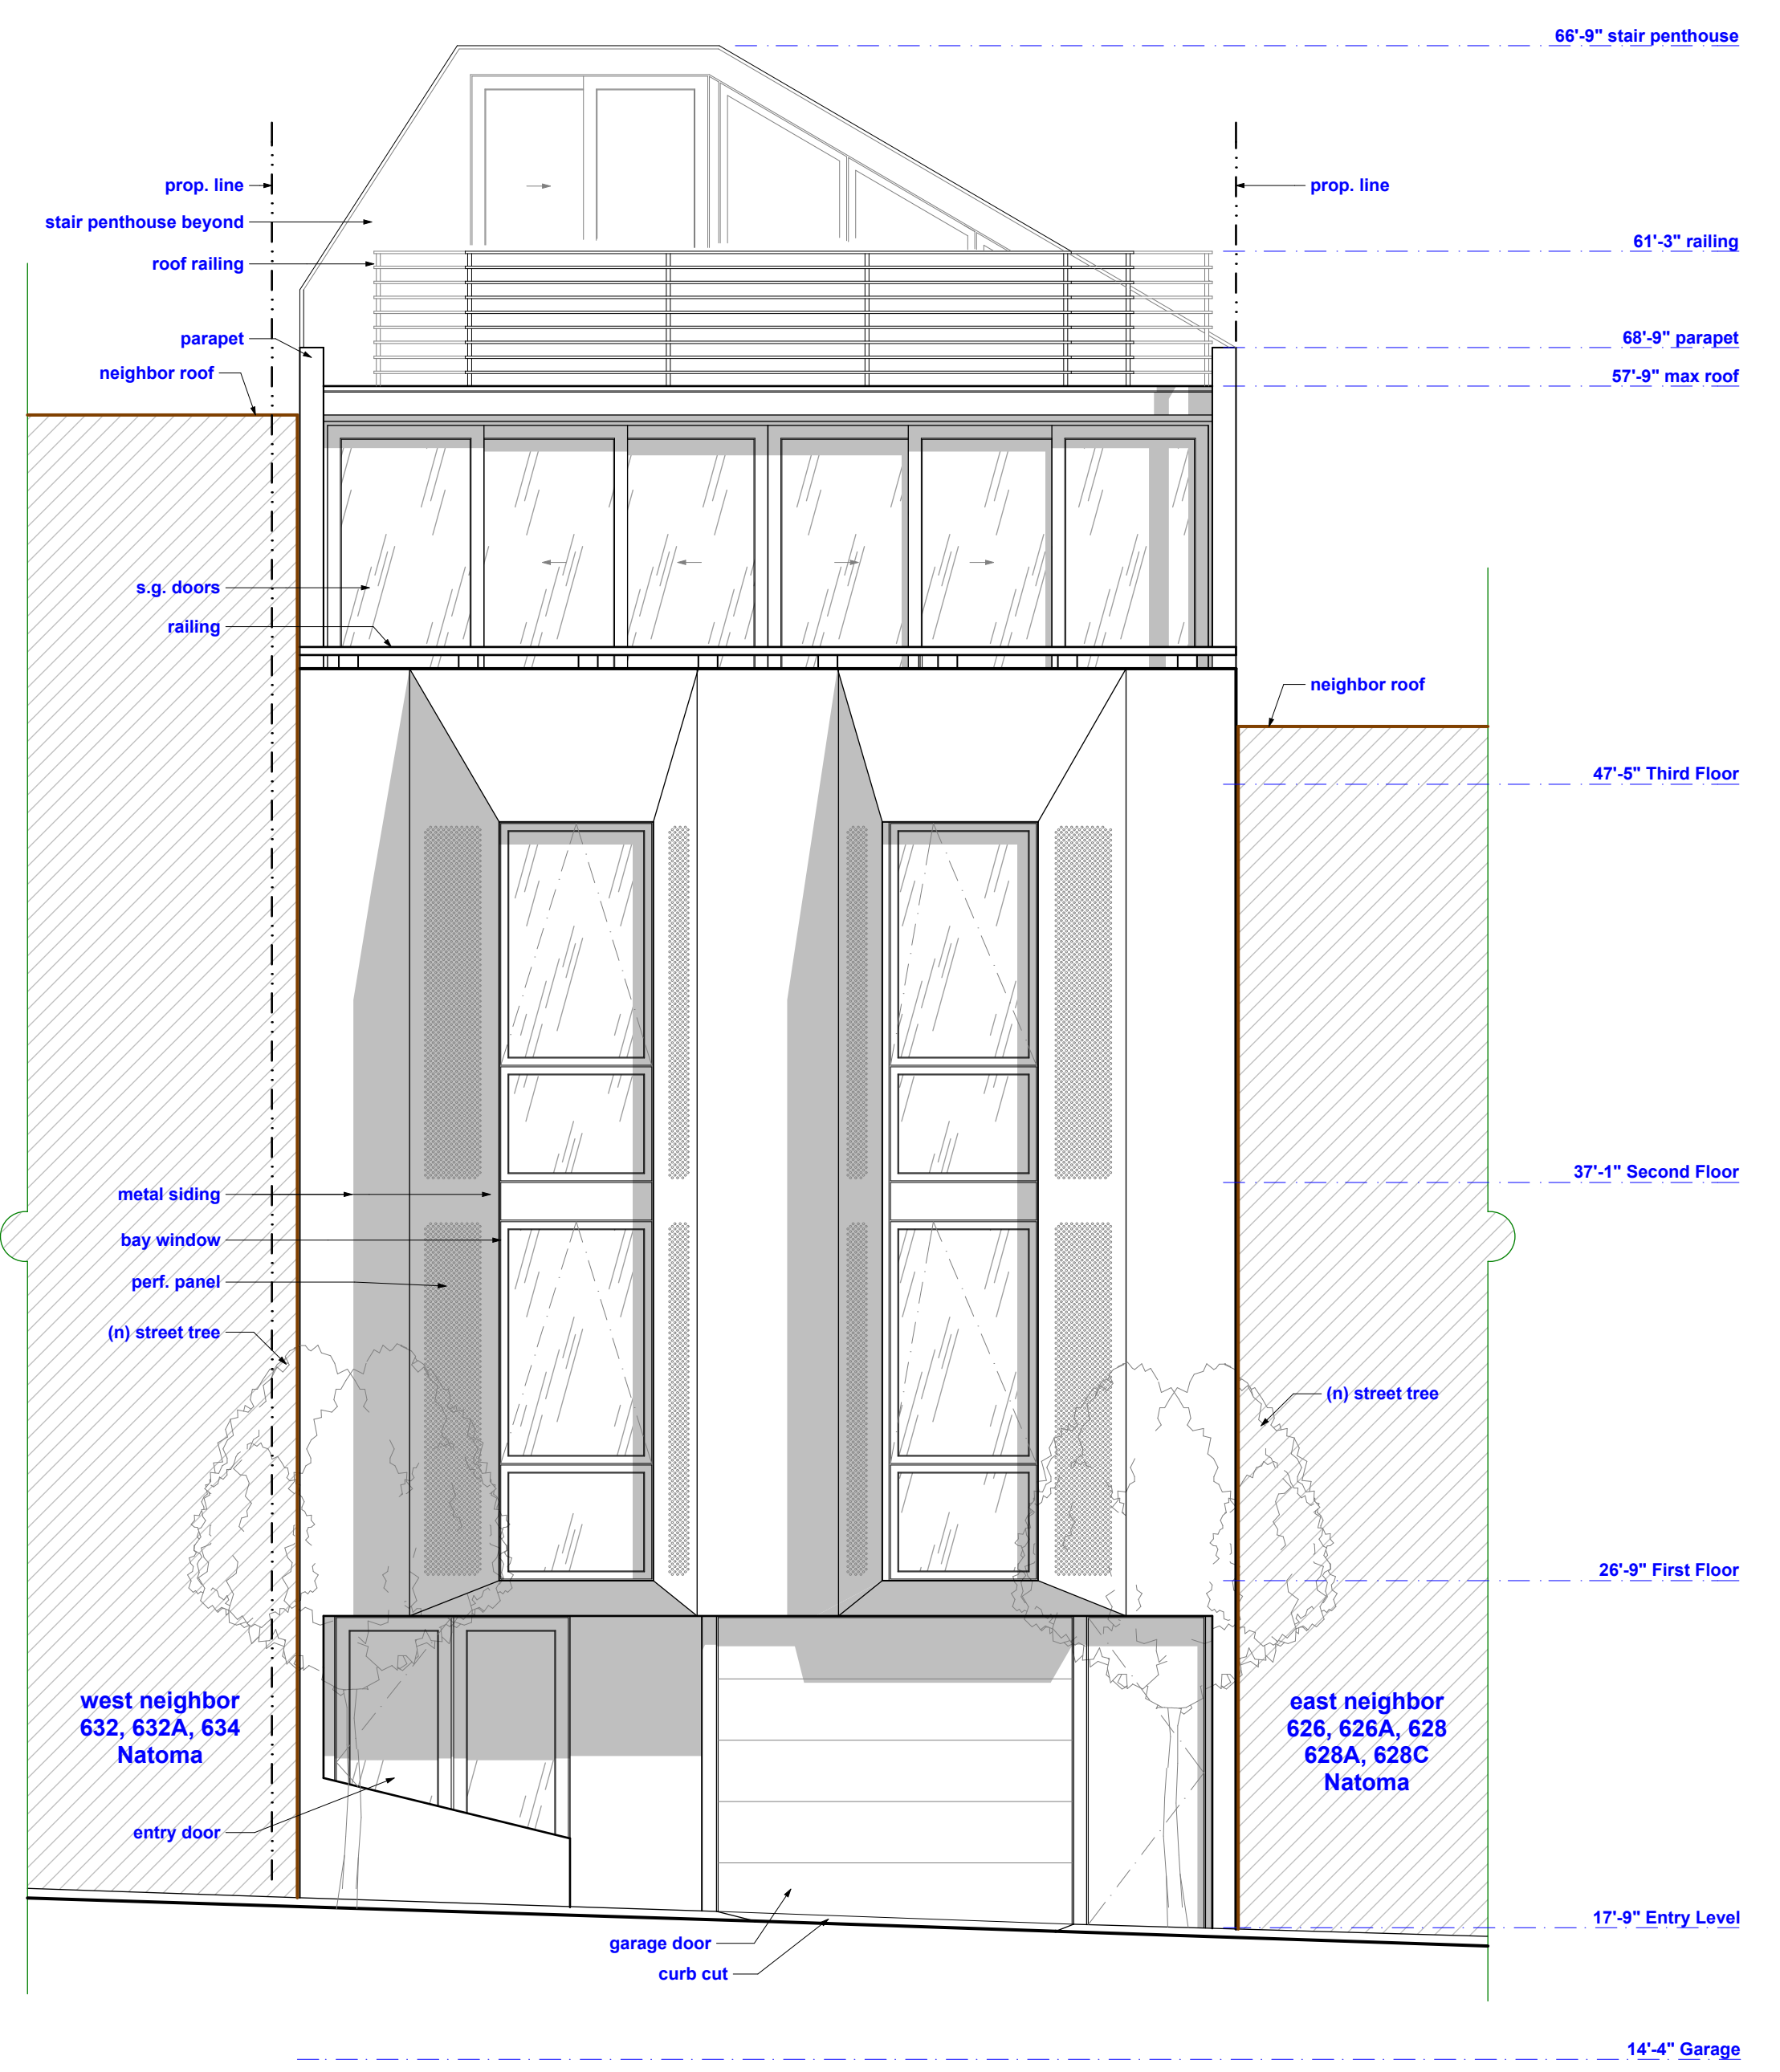 66'-9" stair penthouse
prop. line
prop. line
stair penthouse beyond
61'-3" railing
roof railing
68'-9" parapet
parapet
neighbor roof
57'-9" max roof
s.g. doors
railing
neighbor roof
47'-5" Third Floor
37'-1" Second Floor
metal siding
bay window
perf. panel
(n) street tree
(n) street tree
26'-9" First Floor
west neighbor
632, 632A, 634
Natoma
east neighbor
626, 626A, 628
628A, 628C
Natoma
entry door
17'-9" Entry Level
garage door
curb cut
14'-4" Garage